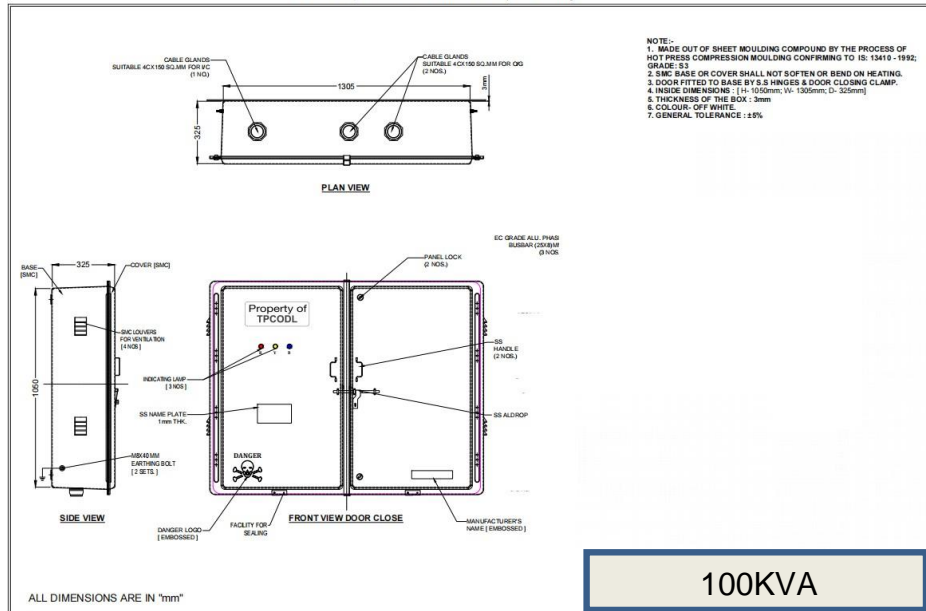 CABLE GLANDS
SUITABLE 4CX150 SQ.MM FOR I/C
(1 NO.)
CABLE GLANDS
SUITABLE 4CX150 SQ.MM FOR O/G
(2 NOS.)
1305
3mm
325
PLAN VIEW
NOTE:-
1. MADE OUT OF SHEET MOULDING COMPOUND BY THE PROCESS OF
HOT PRESS COMPRESSION MOULDING CONFIRMING TO IS: 13410 - 1992;
GRADE: S3
2. SMC BASE OR COVER SHALL NOT SOFTEN OR BEND ON HEATING.
3. DOOR FITTED TO BASE BY S.S HINGES & DOOR CLOSING CLAMP.
4. INSIDE DIMENSIONS : [ H- 1050mm; W- 1305mm; D- 325mm]
5. THICKNESS OF THE BOX : 3mm
6. COLOUR- OFF WHITE.
7. GENERAL TOLERANCE : ±5%
EC GRADE ALU. PHAS
BUSBAR (25X8)M
(3 NOS
325
BASE
[SMC]
COVER [SMC]
PANEL LOCK
(2 NOS.)
Property of
TPCODL
SMC LOUVERS
FOR VENTILATION
[4 NOS ]
R Y B
SS
HANDLE
(2 NOS.)
INDICATING LAMP
[ 3 NOS ]
1050
SS NAME PLATE
1mm THK.
SS ALDROP
M8X40 MM
EARTHING BOLT
[ 2 SETS. ]
DANGER
SIDE VIEW
DANGER LOGO
[EMBOSSED ]
FACILITY FOR
SEALING
FRONT VIEW DOOR CLOSE
MANUFACTURER'S
NAME [ EMBOSSED ]
100KVA
ALL DIMENSIONS ARE IN "mm"